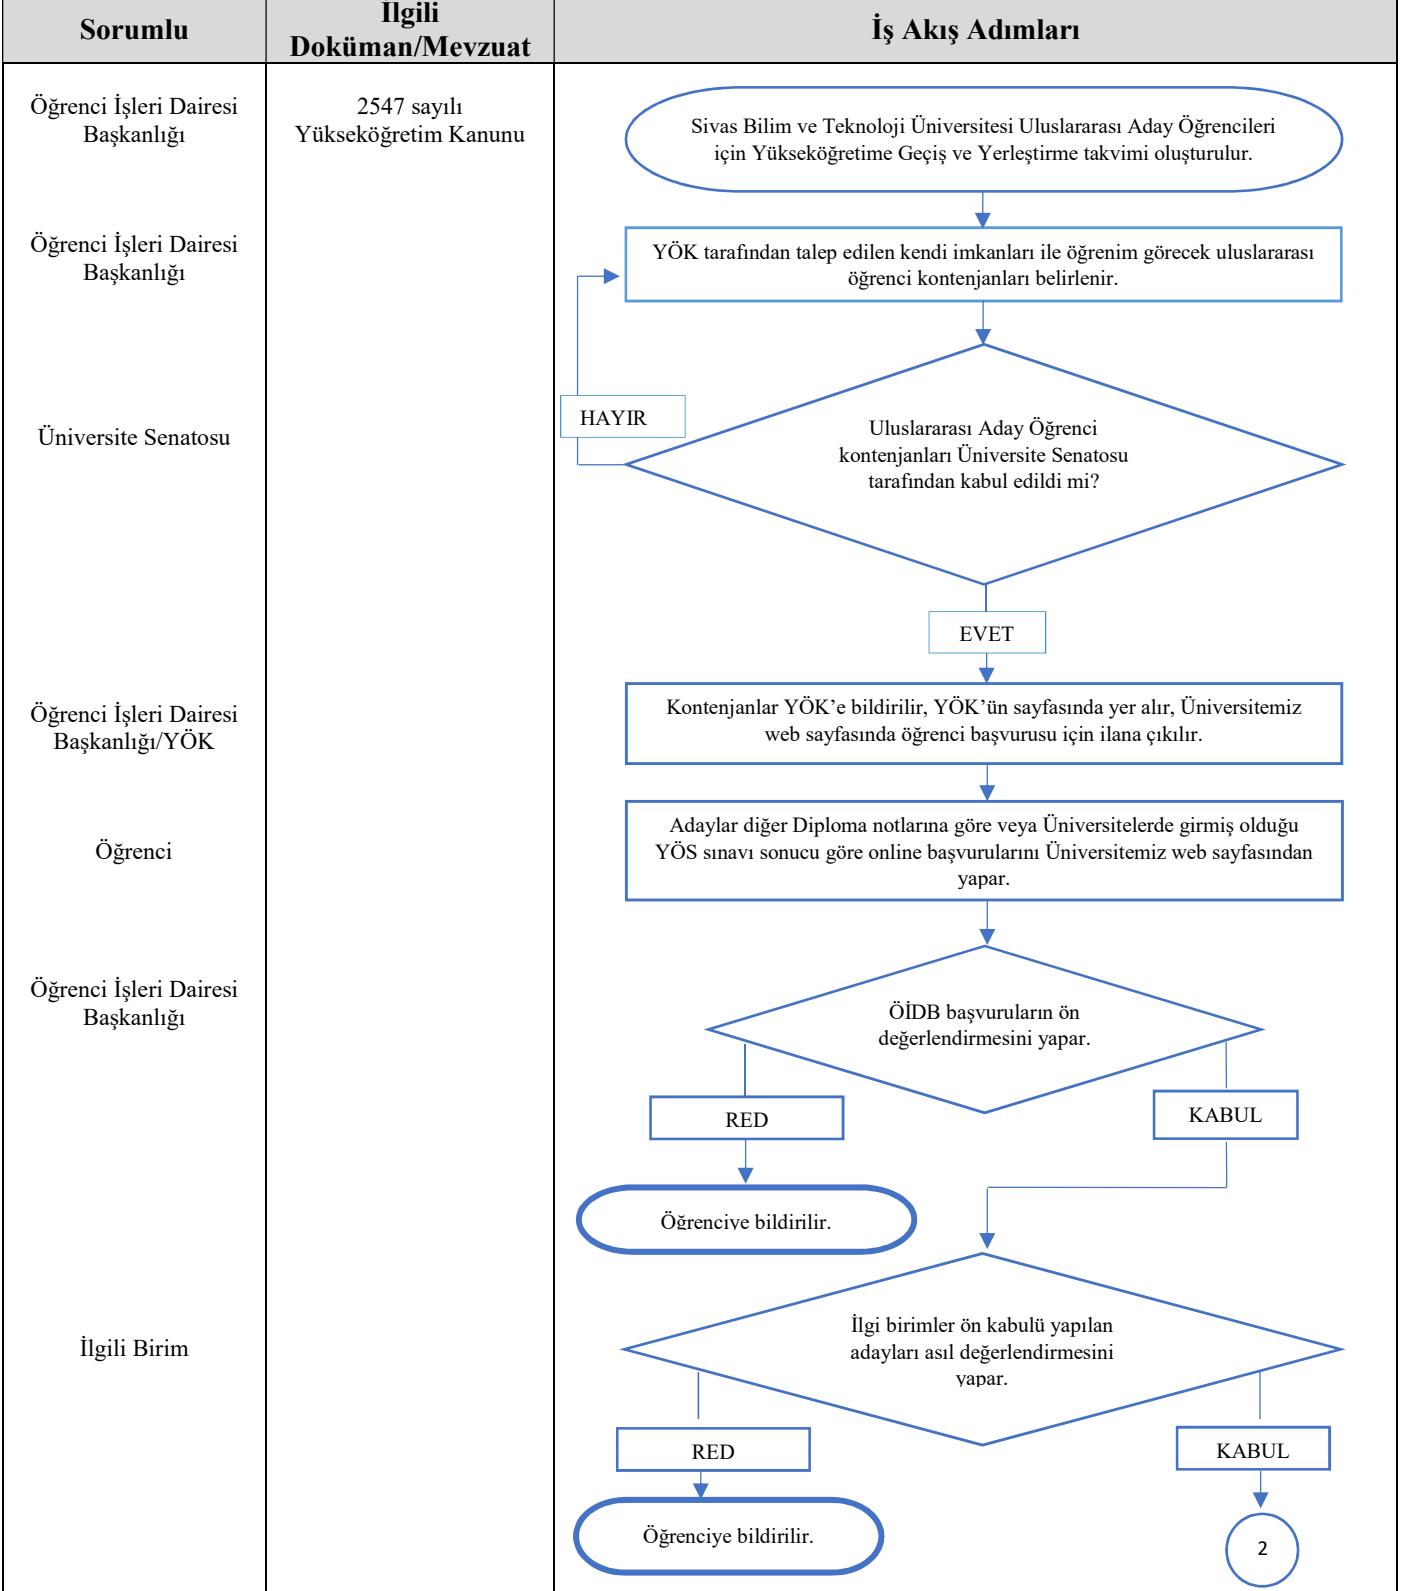 Sorumlu
İlgili
Doküman/Mevzuat
İş Akış Adımları
Öğrenci İşleri Dairesi
Başkanlığı
2547 sayılı
Yükseköğretim Kanunu
Sivas Bilim ve Teknoloji Üniversitesi Uluslararası Aday Öğrencileri
için Yükseköğretime Geçiş ve Yerleştirme takvimi oluşturulur.
Öğrenci İşleri Dairesi
Başkanlığı
YÖK tarafından talep edilen kendi imkanları ile öğrenim görecek uluslararası
öğrenci kontenjanları belirlenir.
HAYIR
Üniversite Senatosu
Uluslararası Aday Öğrenci
kontenjanları Üniversite Senatosu
tarafından kabul edildi mi?
EVET
Öğrenci İşleri Dairesi
Başkanlığı/YÖK
Kontenjanlar YÖK’e bildirilir, YÖK’ün sayfasında yer alır, Üniversitemiz
web sayfasında öğrenci başvurusu için ilana çıkılır.
Öğrenci
Adaylar diğer Diploma notlarına göre veya Üniversitelerde girmiş olduğu
YÖS sınavı sonucu göre online başvurularını Üniversitemiz web sayfasından
yapar.
Öğrenci İşleri Dairesi
Başkanlığı
ÖİDB başvuruların ön
değerlendirmesini yapar.
RED
KABUL
Öğrenciye bildirilir.
İlgili Birim
İlgi birimler ön kabulü yapılan
adayları asıl değerlendirmesini
yapar.
RED
KABUL
Öğrenciye bildirilir.
2